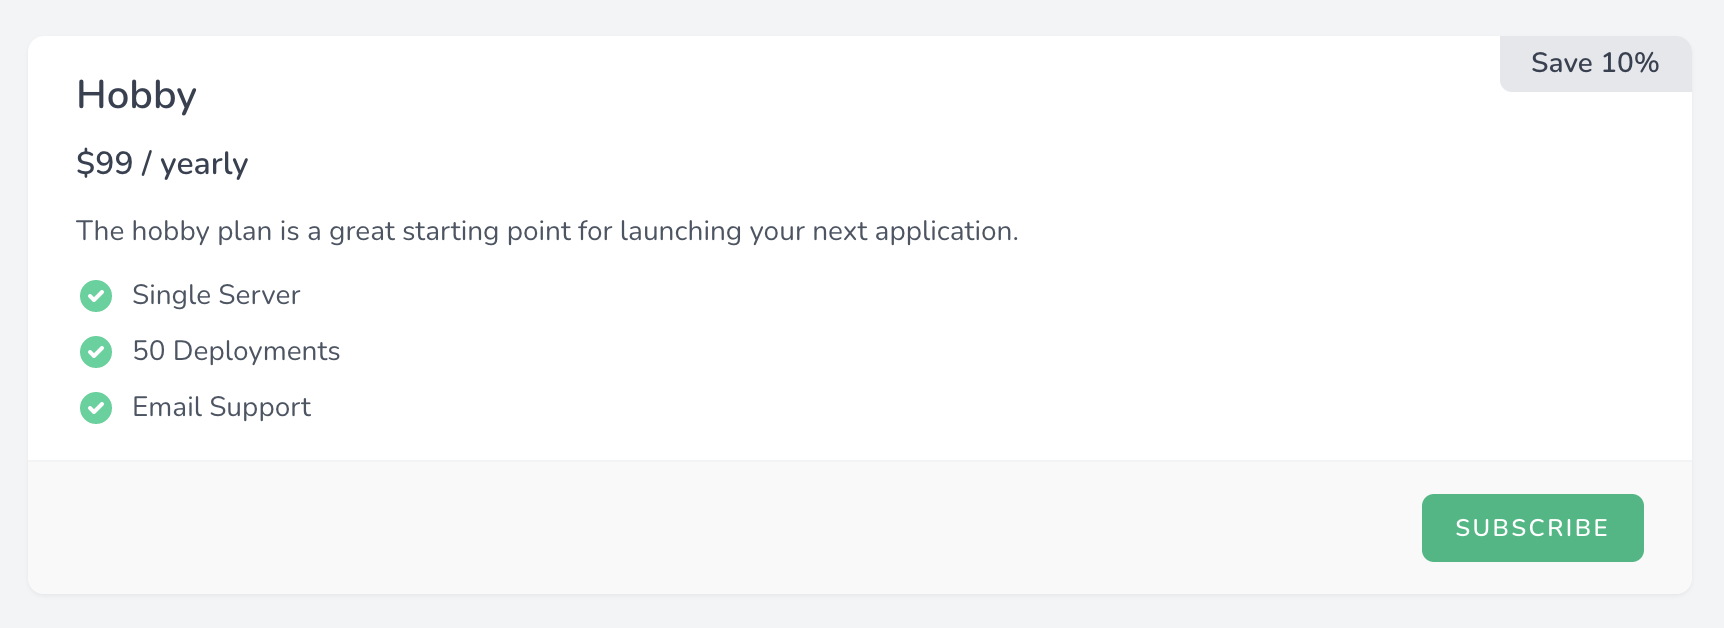 Save 10%
Hobby
$99 / yearly
The hobby plan is a great starting point for launching your next application.
Single Server
50 Deployments
Email Support
SUBSCRIBE